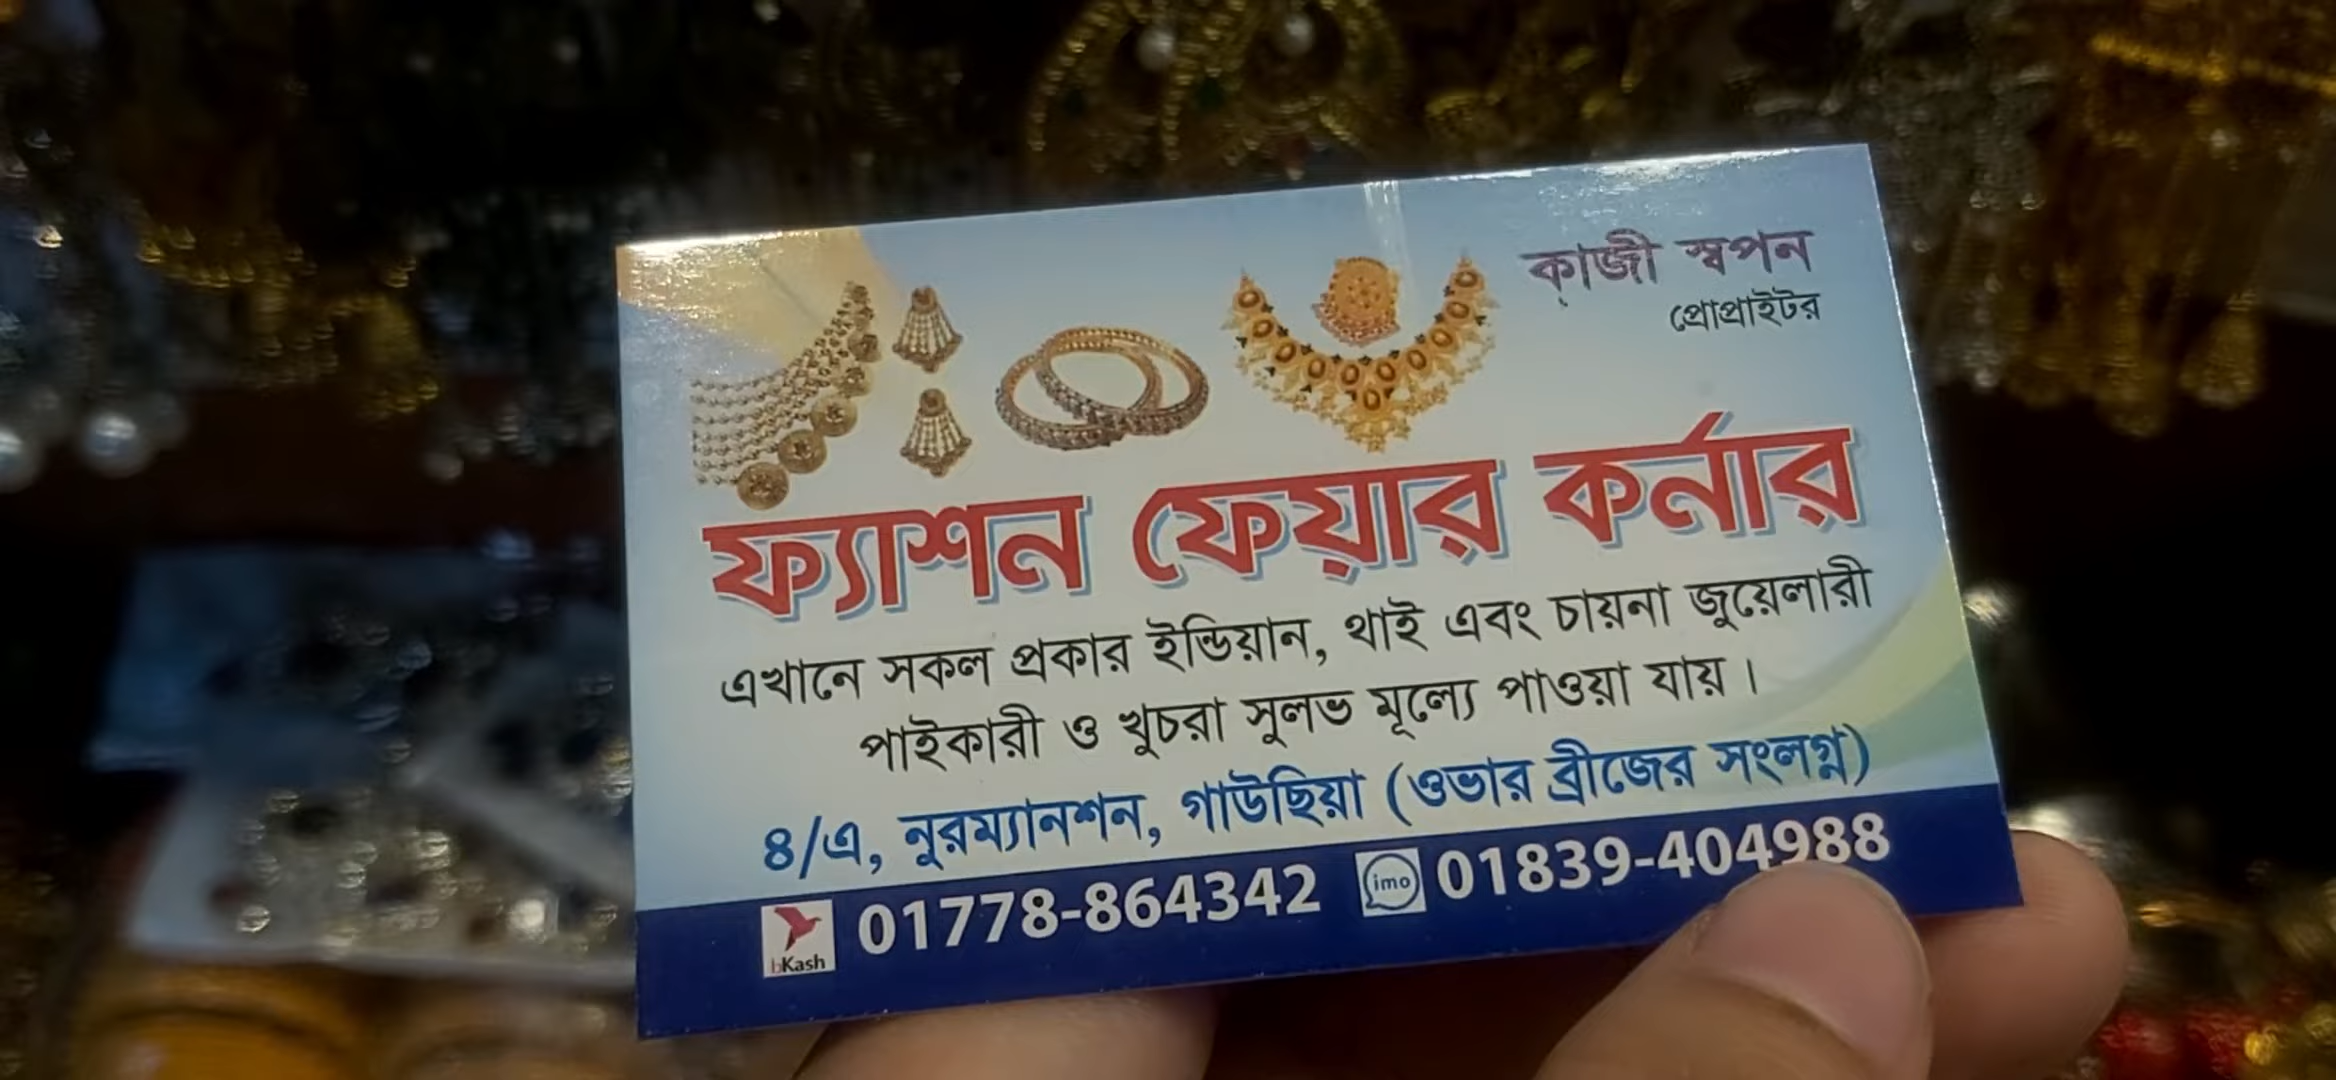 কাজী স্বপন
প্রোপ্রাইটর
ফ্যাশন ফেয়ার কর্নার
এখানে সকল প্রকার ইন্ডিয়ান, থাই এবং চায়না জুয়েলারী
পাইকারী ও খুচরা সুলভ মূল্যে পাওয়া যায়।
৪/এ, নুরম্যানশন, গাউছিয়া (ওভার ব্রীজের সংলগ্ন)
bKash 01778-864342 imo 01839-404988